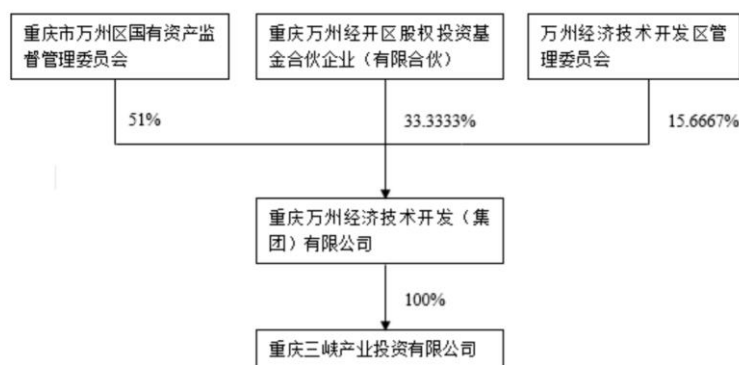 重庆市万州区国有资产监
督管理委员会
重庆万州经开区股权投资基
金合伙企业（有限合伙）
万州经济技术开发区管
理委员会
51%
33.3333%
15.6667%
重庆万州经济技术开发（集
团）有限公司
100%
重庆三峡产业投资有限公司